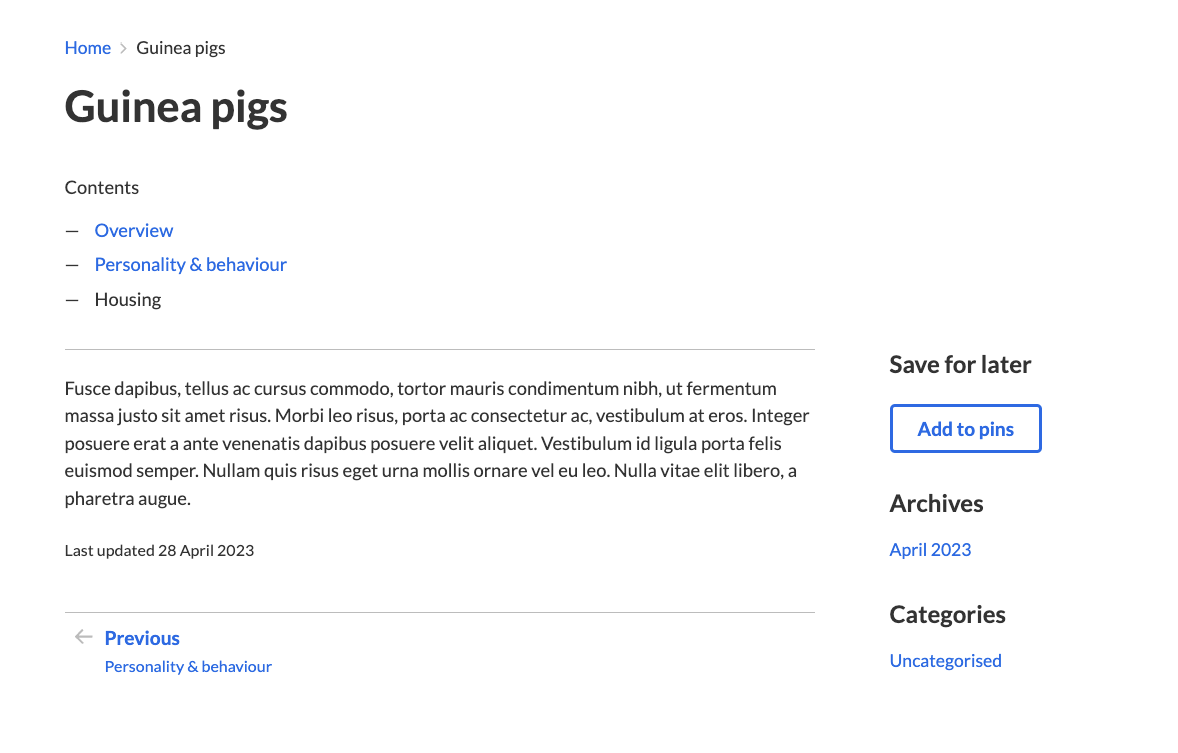 Home > Guinea pigs
Guinea pigs
Contents
— Overview
— Personality & behaviour
— Housing
Fusce dapibus, tellus ac cursus commodo, tortor mauris condimentum nibh, ut fermentum
massa justo sit amet risus. Morbi leo risus, porta ac consectetur ac, vestibulum at eros. Integer
posuere erat a ante venenatis dapibus posuere velit aliquet. Vestibulum id ligula porta felis
euismod semper. Nullam quis risus eget urna mollis ornare vel eu leo. Nulla vitae elit libero, a
pharetra augue.
Last updated 28 April 2023
← Previous
Personality & behaviour
Save for later
Add to pins
Archives
April 2023
Categories
Uncategorised